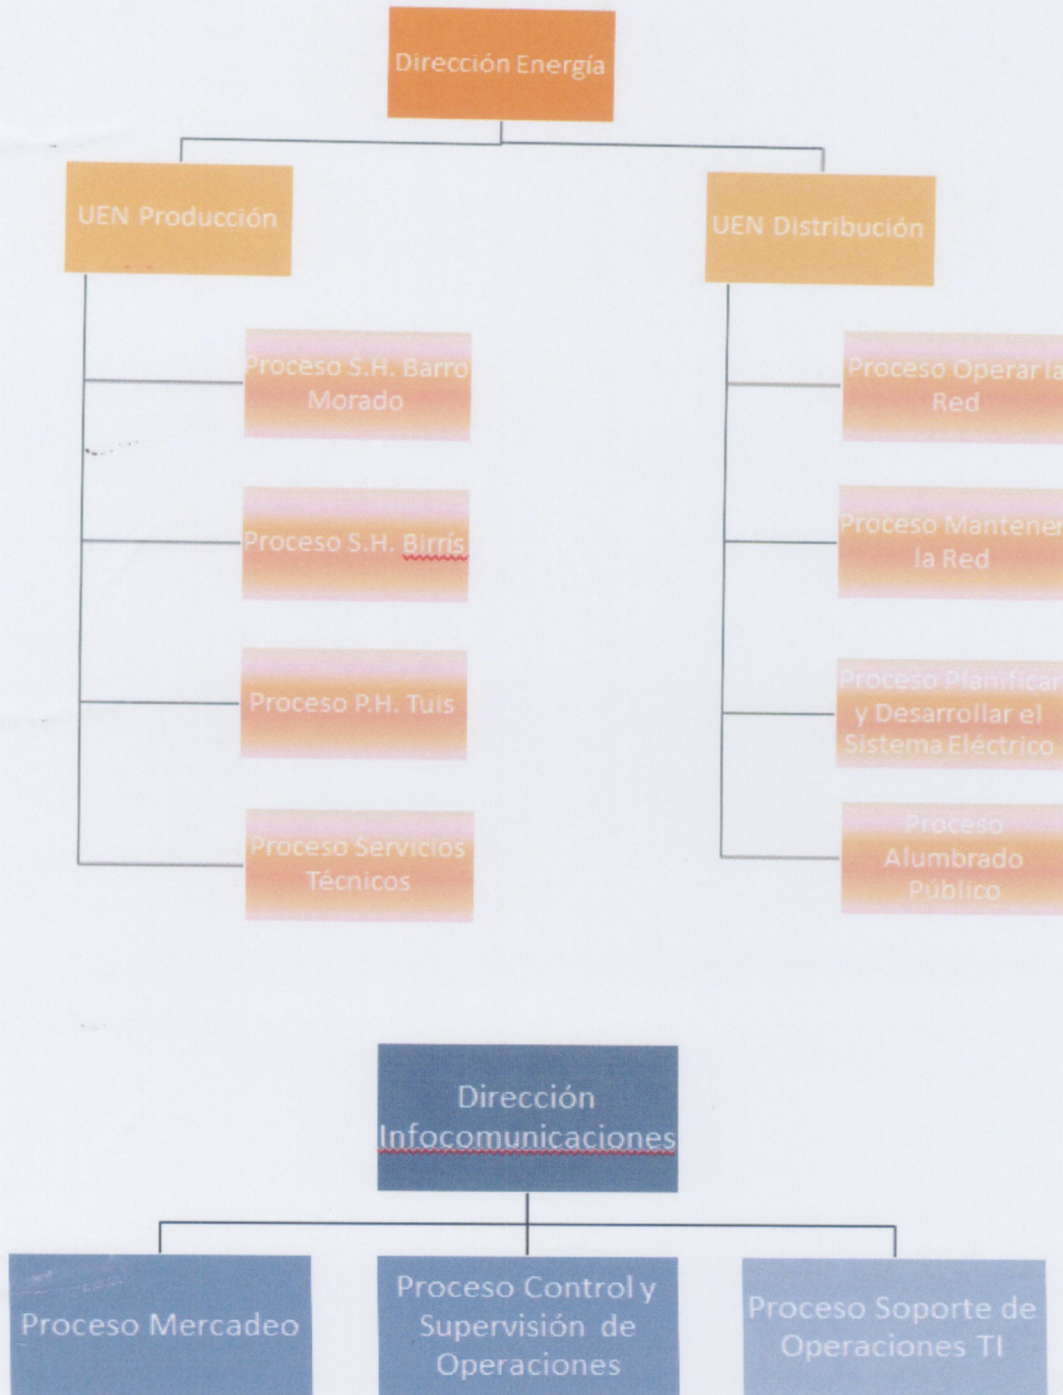 Dirección Energía
UEN Producción
UEN Distribución
Proceso S.H. Barro
Morado
Proceso Operar la
Red
Proceso S.H. Birrís
Proceso Mantener
la Red
Proceso P.H. Tuis
Proceso Planificar
y Desarrollar el
Sistema Eléctrico
Proceso Servicios
Técnicos
Proceso
Alumbrado
Público
Dirección
Infocomunicaciones
Proceso Mercadeo
Proceso Control y
Supervisión de
Operaciones
Proceso Soporte de
Operaciones TI